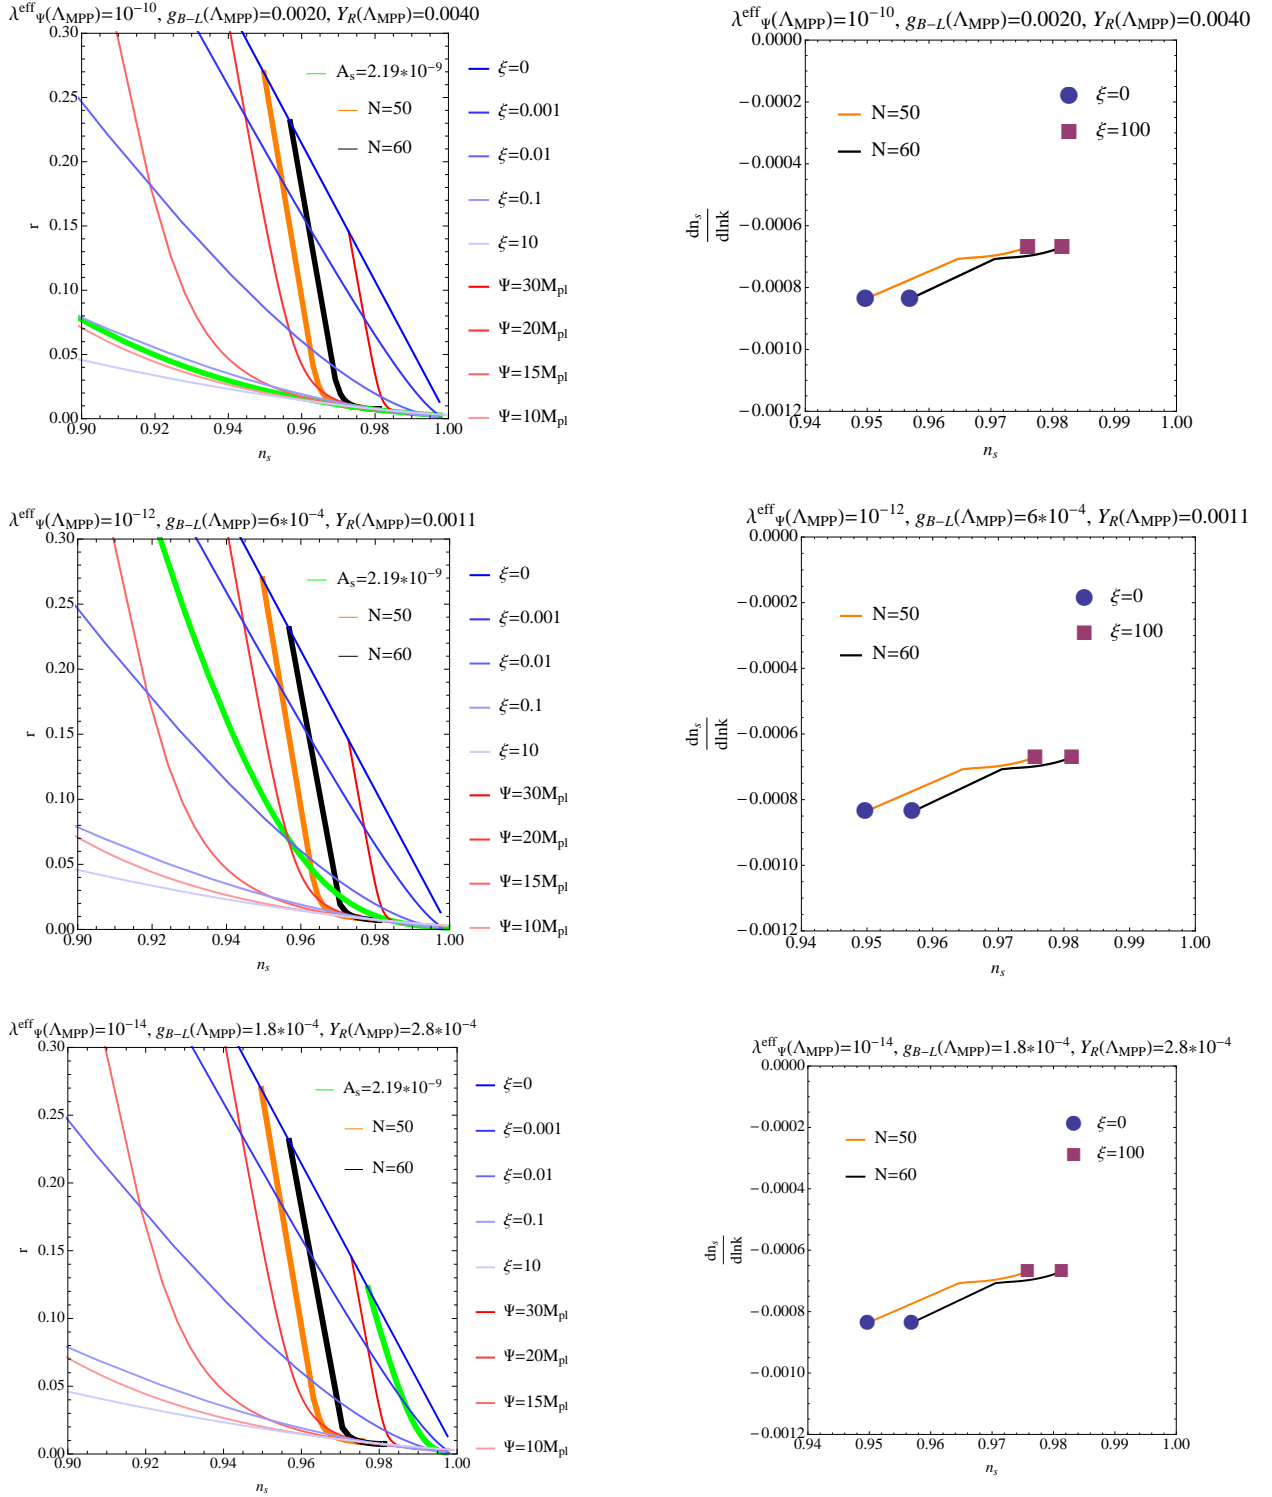 λ^eff_Ψ(Λ_MPP)=10^−10, g_B−L(Λ_MPP)=0.0020, Y_R(Λ_MPP)=0.0040
0.30
0.25
0.20
0.15
0.10
0.05
0.00
r
0.90 0.92 0.94 0.96 0.98 1.00
n_s
A_s=2.19*10^−9
N=50
N=60
ξ=0
ξ=0.001
ξ=0.01
ξ=0.1
ξ=10
Ψ=30M_pl
Ψ=20M_pl
Ψ=15M_pl
Ψ=10M_pl
λ^eff_Ψ(Λ_MPP)=10^−10, g_B−L(Λ_MPP)=0.0020, Y_R(Λ_MPP)=0.0040
0.0000
−0.0002
−0.0004
−0.0006
−0.0008
−0.0010
−0.0012
dn_s
dlnk
0.94 0.95 0.96 0.97 0.98 0.99 1.00
n_s
N=50
N=60
ξ=0
ξ=100
λ^eff_Ψ(Λ_MPP)=10^−12, g_B−L(Λ_MPP)=6*10^−4, Y_R(Λ_MPP)=0.0011
0.30
0.25
0.20
0.15
0.10
0.05
0.00
r
0.90 0.92 0.94 0.96 0.98 1.00
n_s
A_s=2.19*10^−9
N=50
N=60
ξ=0
ξ=0.001
ξ=0.01
ξ=0.1
ξ=10
Ψ=30M_pl
Ψ=20M_pl
Ψ=15M_pl
Ψ=10M_pl
λ^eff_Ψ(Λ_MPP)=10^−12, g_B−L(Λ_MPP)=6*10^−4, Y_R(Λ_MPP)=0.0011
0.0000
−0.0002
−0.0004
−0.0006
−0.0008
−0.0010
−0.0012
dn_s
dlnk
0.94 0.95 0.96 0.97 0.98 0.99 1.00
n_s
N=50
N=60
ξ=0
ξ=100
λ^eff_Ψ(Λ_MPP)=10^−14, g_B−L(Λ_MPP)=1.8*10^−4, Y_R(Λ_MPP)=2.8*10^−4
0.30
0.25
0.20
0.15
0.10
0.05
0.00
r
0.90 0.92 0.94 0.96 0.98 1.00
n_s
A_s=2.19*10^−9
N=50
N=60
ξ=0
ξ=0.001
ξ=0.01
ξ=0.1
ξ=10
Ψ=30M_pl
Ψ=20M_pl
Ψ=15M_pl
Ψ=10M_pl
λ^eff_Ψ(Λ_MPP)=10^−14, g_B−L(Λ_MPP)=1.8*10^−4, Y_R(Λ_MPP)=2.8*10^−4
0.0000
−0.0002
−0.0004
−0.0006
−0.0008
−0.0010
−0.0012
dn_s
dlnk
0.94 0.95 0.96 0.97 0.98 0.99 1.00
n_s
N=50
N=60
ξ=0
ξ=100